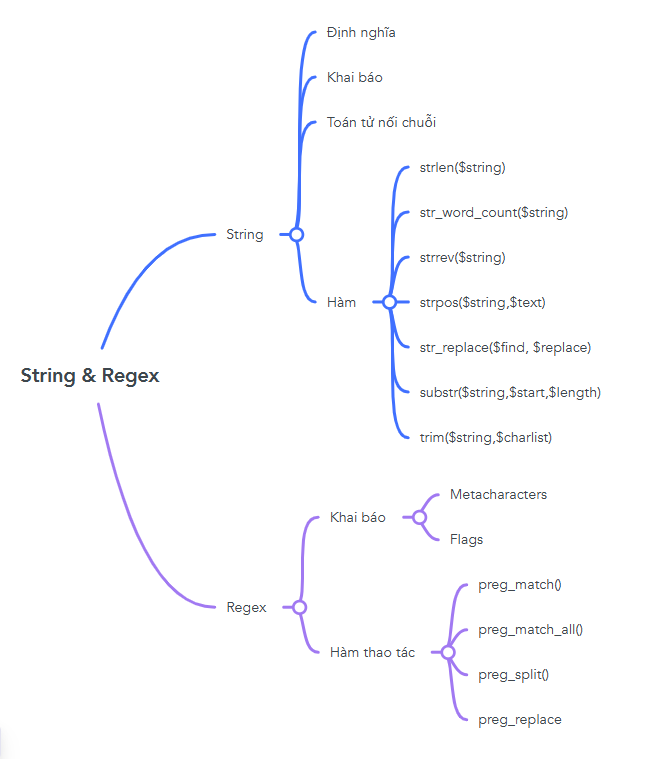 String & Regex
String
Định nghĩa
Khai báo
Toán tử nối chuỗi
Hàm
strlen($string)
str_word_count($string)
strrev($string)
strpos($string,$text)
str_replace($find, $replace)
substr($string,$start,$length)
trim($string,$charlist)
Regex
Khai báo
Metacharacters
Flags
Hàm thao tác
preg_match()
preg_match_all()
preg_split()
preg_replace